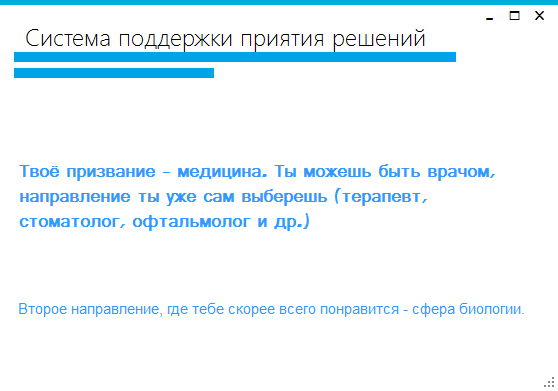 Система поддержки приятия решений
Твоё призвание - медицина. Ты можешь быть врачом,
направление ты уже сам выберешь (терапевт,
стоматолог, офтальмолог и др.)
Второе направление, где тебе скорее всего понравится - сфера биологии.